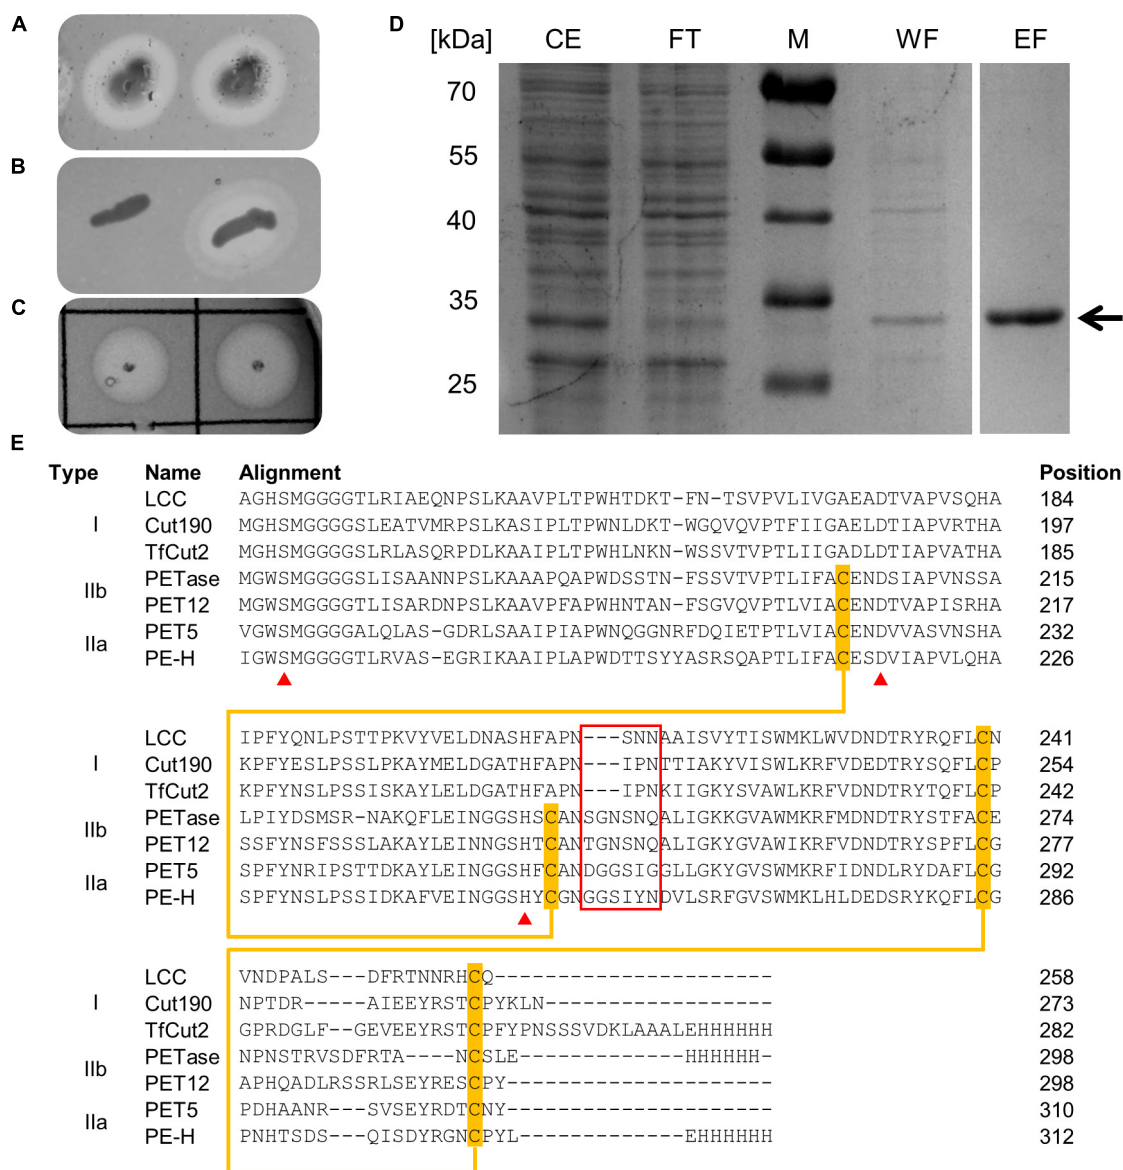 A
B
C
D
[kDa] CE FT M WF EF
70
55
40
35
25
E
Type Name Alignment Position
LCC AGHSMGGGGTLRIAEQNPSLKAAVPLTPWHTDKT-FN-TSVPVLIVGAEADTVAPVSQHA 184
I Cut190 MGHSMGGGGSLEATVMRPSLKASIPLTPWNLDKT-WGQVQVPTFIIGAELDTIAPVRTHA 197
TfCut2 MGHSMGGGGSLRLASQRPDLKAAIPLTPWHLNKN-WSSVTVPTLIIGADLDTIAPVATHA 185
IIb PETase MGWSMGGGGSLISAANNPSLKAAAPQAPWDSSTN-FSSVTVPTLIFACENDSIAPVNSSA 215
PET12 MGWSMGGGGTLISARDNPSLKAAVPFAPWHNTAN-FSGVQVPTLVIACENDTVAPISRHA 217
IIa PET5 VGWSMGGGGALQLAS-GDRLSAAIPIAPWNQGGNRFDQIETPTLVIACENDVVASVNSHA 232
PE-H IGWSMGGGGTLRVAS-EGRIKAAIPLAPWDTTSYYASRSQAPTLIFACESDVIAPVLQHA 226
LCC IPFYQNLPSTTPKVYVELDNASHFAPN---SNNAAISVYTISWMKLWVDNDTRYRQFLCN 241
I Cut190 KPFYESLPSSLPKAYMELDGATHFAPN---IPNTTIAKYVISWLKRFVDEDTRYSQFLCP 254
TfCut2 KPFYNSLPSSISKAYLELDGATHFAPN---IPNKIIGKYSVAWLKRFVDNDTRYTQFLCP 242
IIb PETase LPIYDSMSR-NAKQFLEINGGSHSCANSGNSNQALIGKKGVAWMKRFMDNDTRYSTFACE 274
PET12 SSFYNSFSSSLAKAYLEINNGSHTCANTGNSNQALIGKYGVAWIKRFVDNDTRYSPFLCG 277
IIa PET5 SPFYNRIPSTTDKAYLEINGGSHFCANDGGSIGGLLGKYGVSWMKRFIDNDLRYDAFLCG 292
PE-H SPFYNSLPSSIDKAFVEINGGSHYCGNGGSIYNDVLSRFGVSWMKLHLDEDSRYKQFLCG 286
LCC VNDPALS---DFRTNNRHCQ---------------------- 258
I Cut190 NPTDR-----AIEEYRSTCPYKLN------------------ 273
TfCut2 GPRDGLF--GEVEEYRSTCPFYPNSSSVDKLAAALEHHHHHH 282
IIb PETase NPNSTRVSDFRTA----NCSLE-------------HHHHHH- 298
PET12 APHQADLRSSRLSEYRESCPY--------------------- 298
IIa PET5 PDHAANR---SVSEYRDTCNY--------------------- 310
PE-H PNHTSDS---QISDYRGNCPYL-------------EHHHHHH 312